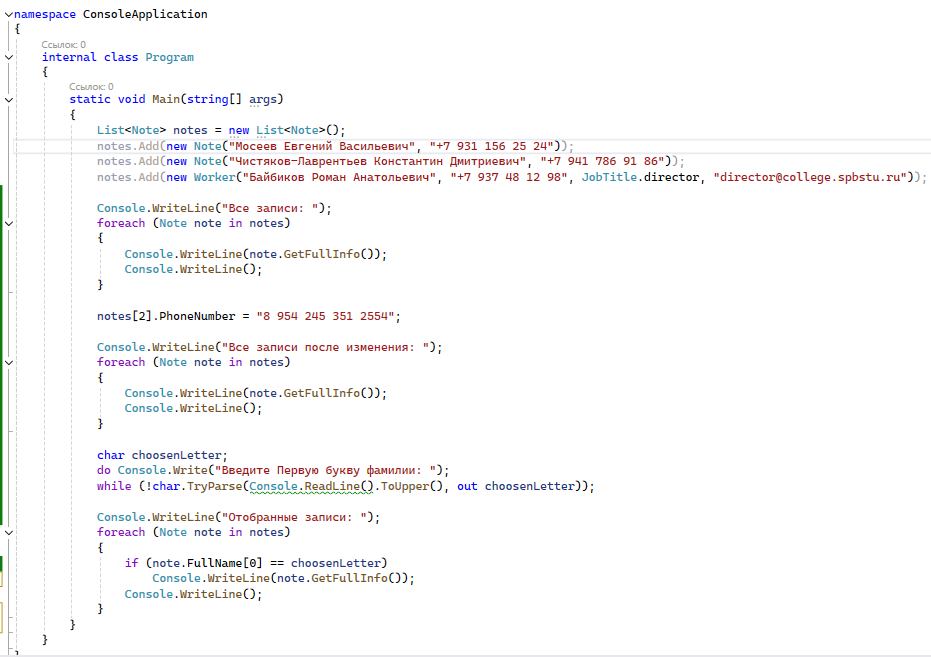 namespace ConsoleApplication
{
Ссылок: 0
internal class Program
{
Ссылок: 0
static void Main(string[] args)
{
List<Note> notes = new List<Note>();
notes.Add(new Note("Мосеев Евгений Васильевич", "+7 931 156 25 24"));
notes.Add(new Note("Чистяков-Лаврентьев Константин Дмитриевич", "+7 941 786 91 86"));
notes.Add(new Worker("Байбиков Роман Анатольевич", "+7 937 48 12 98", JobTitle.director, "director@college.spbstu.ru"));
Console.WriteLine("Все записи: ");
foreach (Note note in notes)
{
Console.WriteLine(note.GetFullInfo());
Console.WriteLine();
}
notes[2].PhoneNumber = "8 954 245 351 2554";
Console.WriteLine("Все записи после изменения: ");
foreach (Note note in notes)
{
Console.WriteLine(note.GetFullInfo());
Console.WriteLine();
}
char choosenLetter;
do Console.Write("Введите Первую букву фамилии: ");
while (!char.TryParse(Console.ReadLine().ToUpper(), out choosenLetter));
Console.WriteLine("Отобранные записи: ");
foreach (Note note in notes)
{
if (note.FullName[0] == choosenLetter)
Console.WriteLine(note.GetFullInfo());
Console.WriteLine();
}
}
}